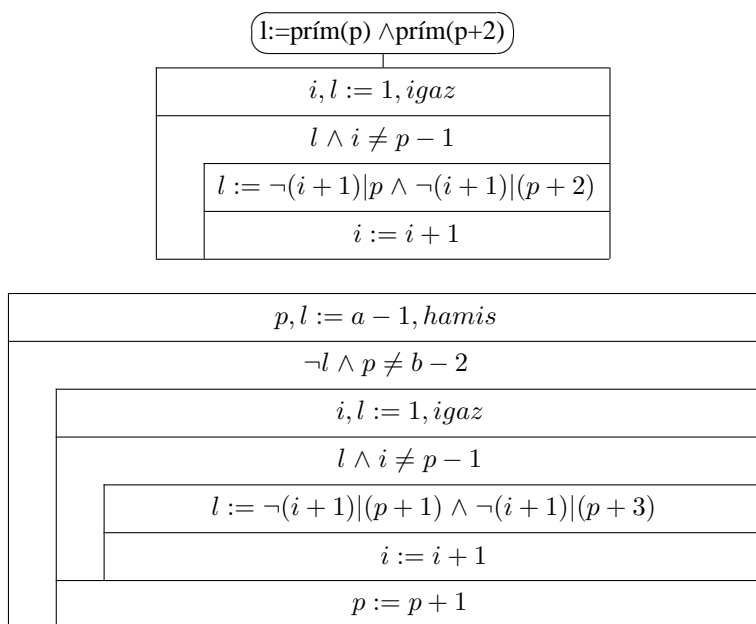 l:=prím(p) ∧prím(p+2)
i, l := 1, igaz
l ∧ i ≠ p − 1
l := ¬(i + 1)|p ∧ ¬(i + 1)|(p + 2)
i := i + 1
p, l := a − 1, hamis
¬l ∧ p ≠ b − 2
i, l := 1, igaz
l ∧ i ≠ p − 1
l := ¬(i + 1)|(p + 1) ∧ ¬(i + 1)|(p + 3)
i := i + 1
p := p + 1